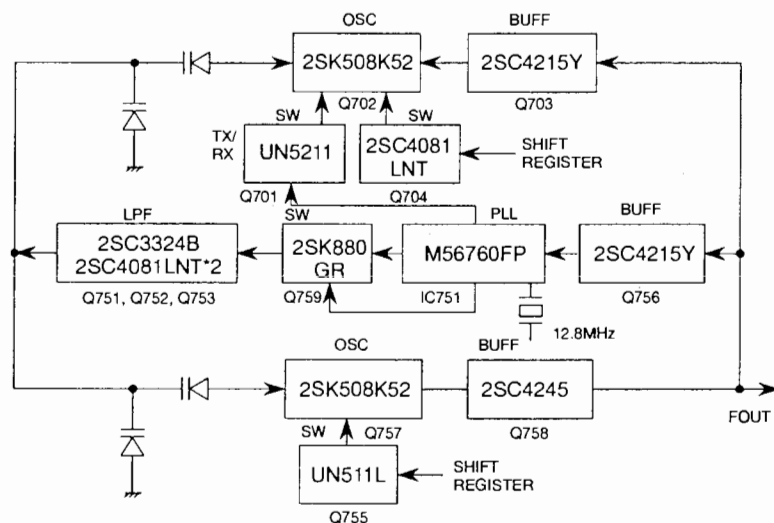 OSC
BUFF
2SK508K52
2SC4215Y
Q702
Q703
SW
SW
TX/
RX
UN5211
2SC4081
LNT
SHIFT
REGISTER
Q701
Q704
LPF
SW
PLL
BUFF
2SC3324B
2SC4081LNT*2
2SK880
GR
M56760FP
2SC4215Y
Q751, Q752, Q753
Q759
IC751
Q756
12.8MHz
OSC
BUFF
2SK508K52
2SC4245
FOUT
SW
Q757
Q758
UN511L
SHIFT
REGISTER
Q755